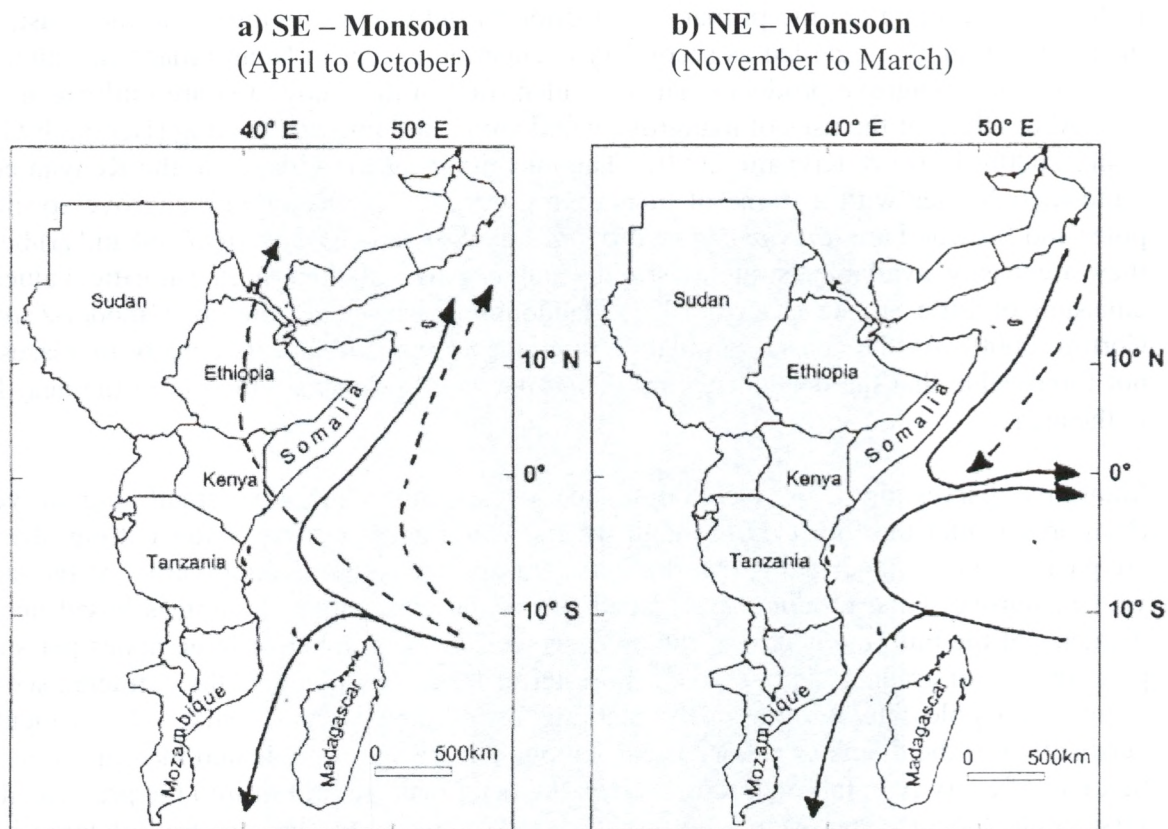 a) SE – Monsoon
(April to October)
40° E 50° E
Sudan
Ethiopia
Somalia
Kenya
Tanzania
Mozambique
Madagascar
10° N
0°
10° S
0 500km
b) NE – Monsoon
(November to March)
40° E 50° E
Sudan
Ethiopia
Somalia
Kenya
Tanzania
Mozambique
Madagascar
10° N
0°
10° S
0 500km